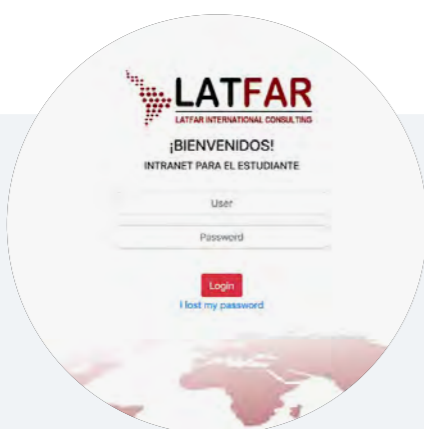 LATFAR
LATFAR INTERNATIONAL CONSULTING
¡BIENVENIDOS!
INTRANET PARA EL ESTUDIANTE
User
Password
Login
I lost my password